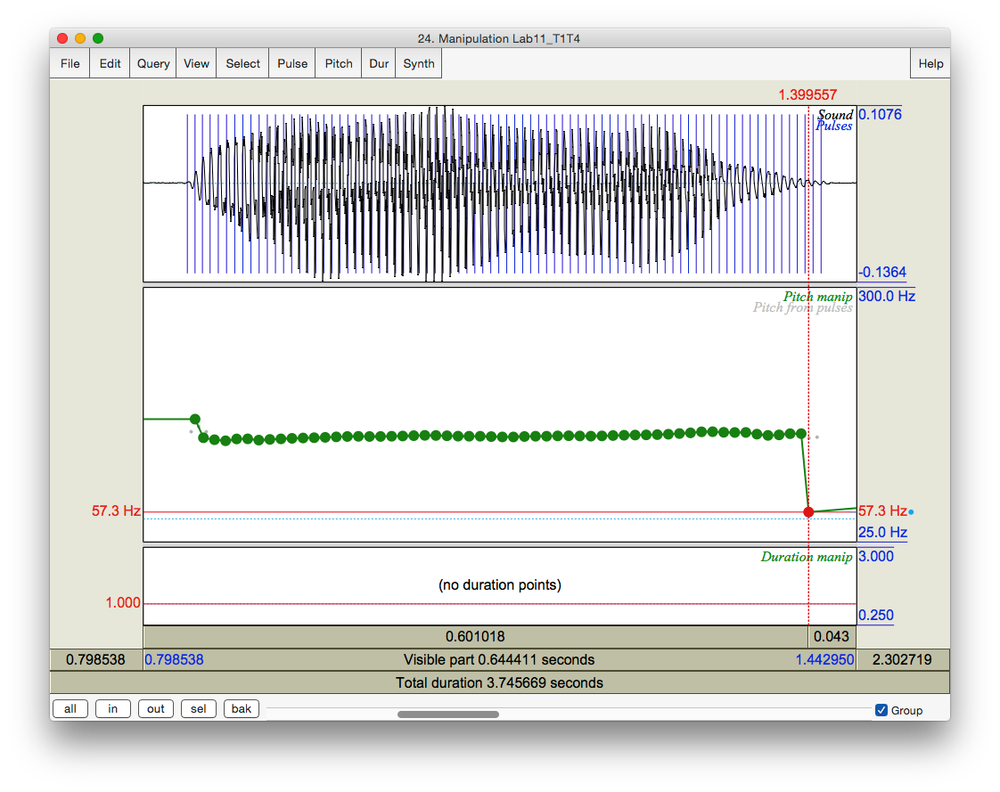 24. Manipulation Lab11_T1T4
File Edit Query View Select Pulse Pitch Dur Synth Help
1.399557
Sound 0.1076
Pulses
-0.1364
Pitch manip 300.0 Hz
Pitch from pulses
57.3 Hz 57.3 Hz
25.0 Hz
Duration manip 3.000
(no duration points)
1.000
0.250
0.601018 0.043
0.798538 0.798538 Visible part 0.644411 seconds 1.442950 2.302719
Total duration 3.745669 seconds
all in out sel bak Group